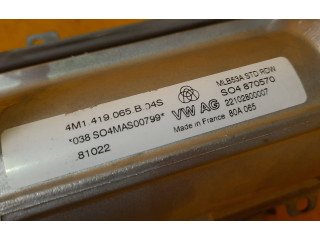 4M1.419.065.B.04S
*038 SO4MAS00799*
81022
VW AG
MLB53A STD RDW
SO4 870570
22102800007
Made in France 80A 065